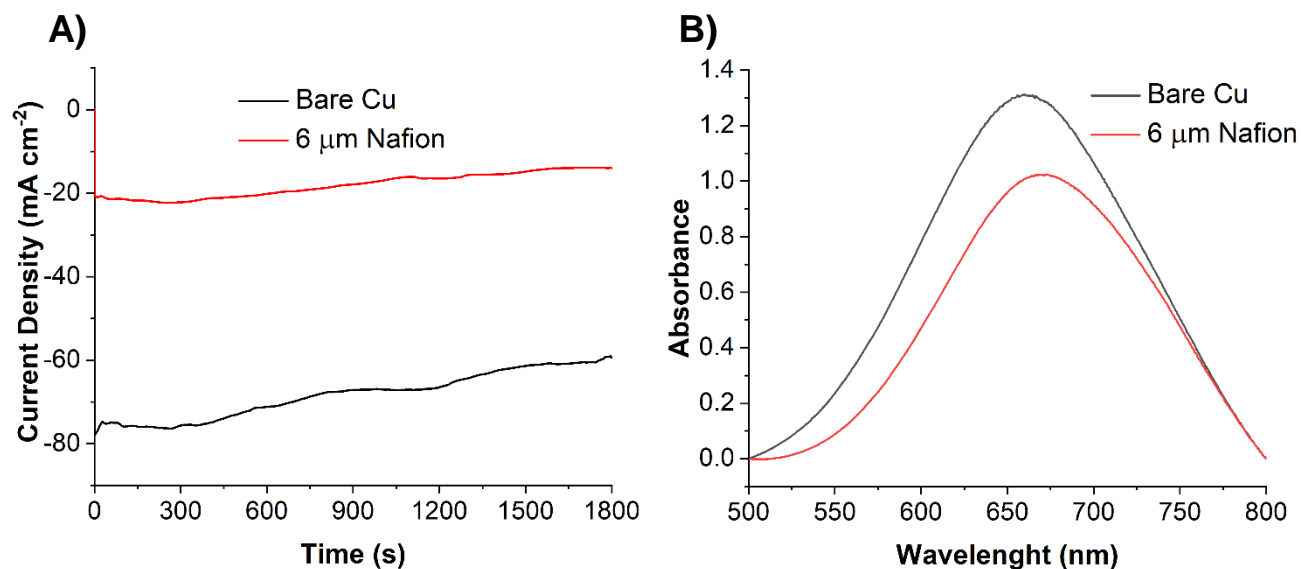 A)
Bare Cu
6 μm Nafion
Current Density (mA cm-2)
0
-20
-40
-60
-80
0 300 600 900 1200 1500 1800
Time (s)
B)
Bare Cu
6 μm Nafion
Absorbance
1.4
1.2
1.0
0.8
0.6
0.4
0.2
0.0
500 550 600 650 700 750 800
Wavelenght (nm)